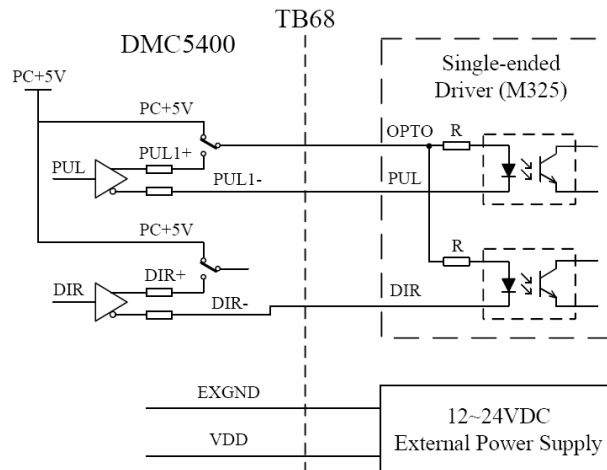 TB68
DMC5400
PC+5V
Single-ended
Driver (M325)
PC+5V
OPTO
R
PUL
PUL1+
PUL1-
PUL
PC+5V
R
DIR
DIR+
DIR-
DIR
EXGND
VDD
12~24VDC
External Power Supply